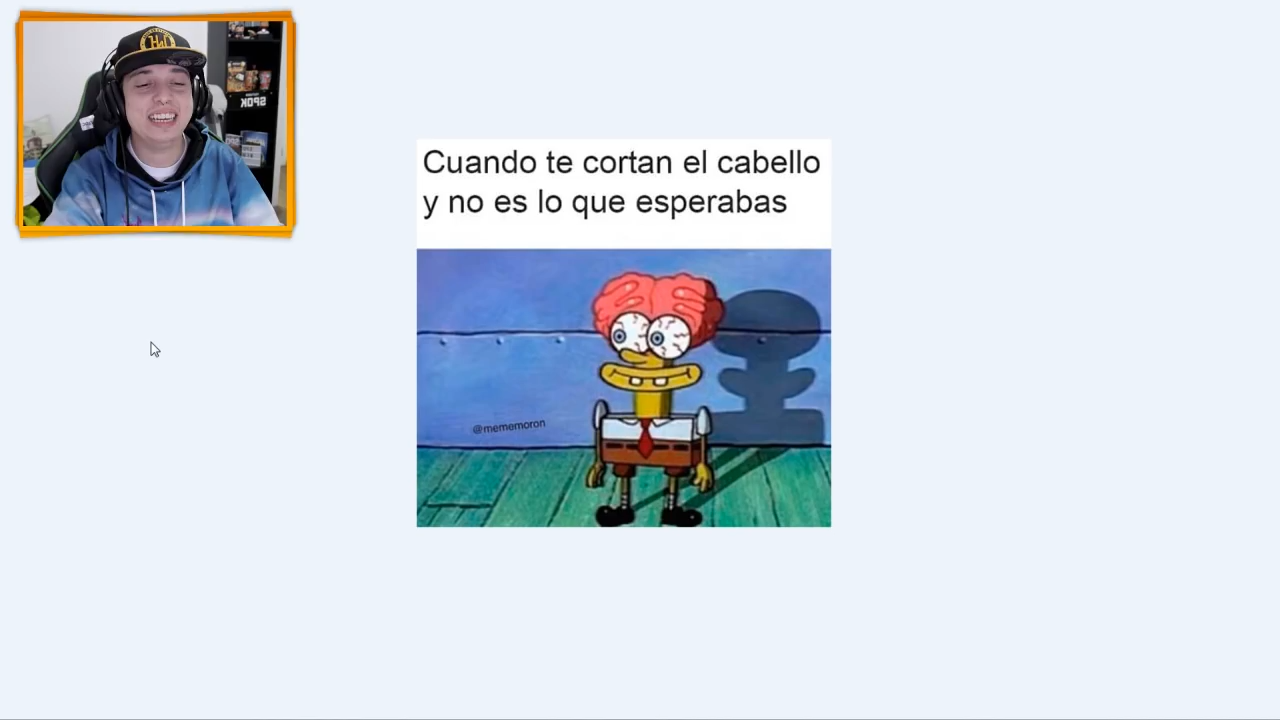 Cuando te cortan el cabello
y no es lo que esperabas
@mememoron